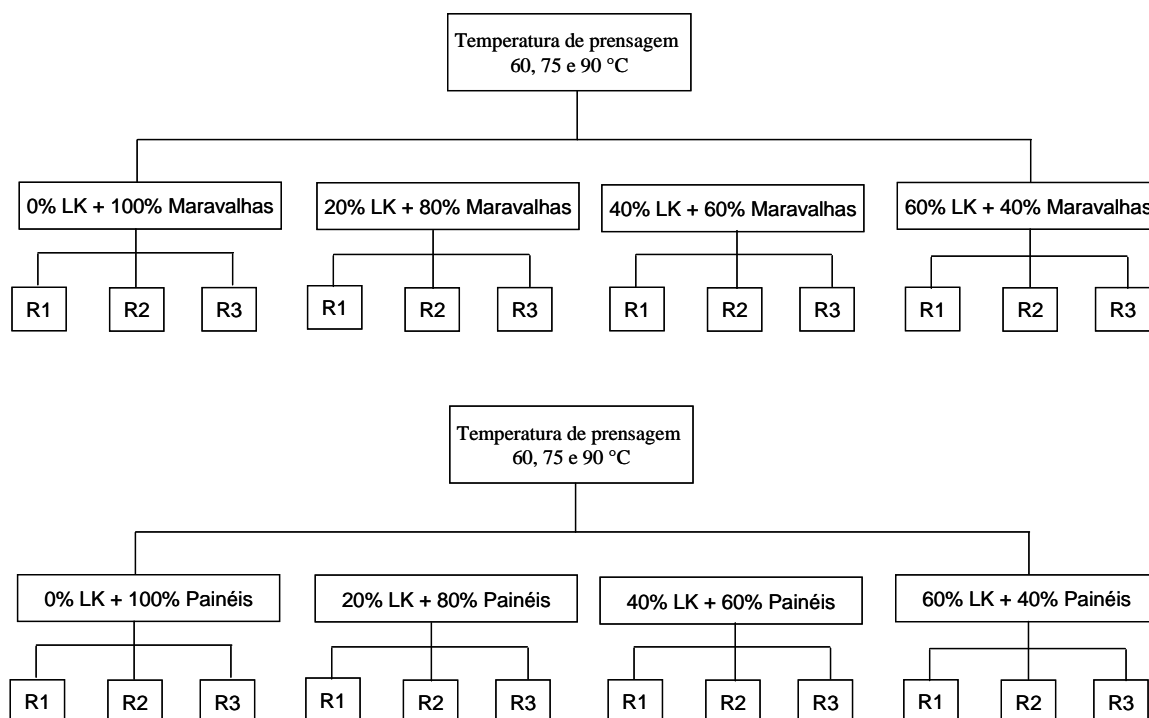 Temperatura de prensagem
60, 75 e 90 °C
0% LK + 100% Maravalhas
20% LK + 80% Maravalhas
40% LK + 60% Maravalhas
60% LK + 40% Maravalhas
R1
R2
R3
R1
R2
R3
R1
R2
R3
R1
R2
R3
Temperatura de prensagem
60, 75 e 90 °C
0% LK + 100% Painéis
20% LK + 80% Painéis
40% LK + 60% Painéis
60% LK + 40% Painéis
R1
R2
R3
R1
R2
R3
R1
R2
R3
R1
R2
R3